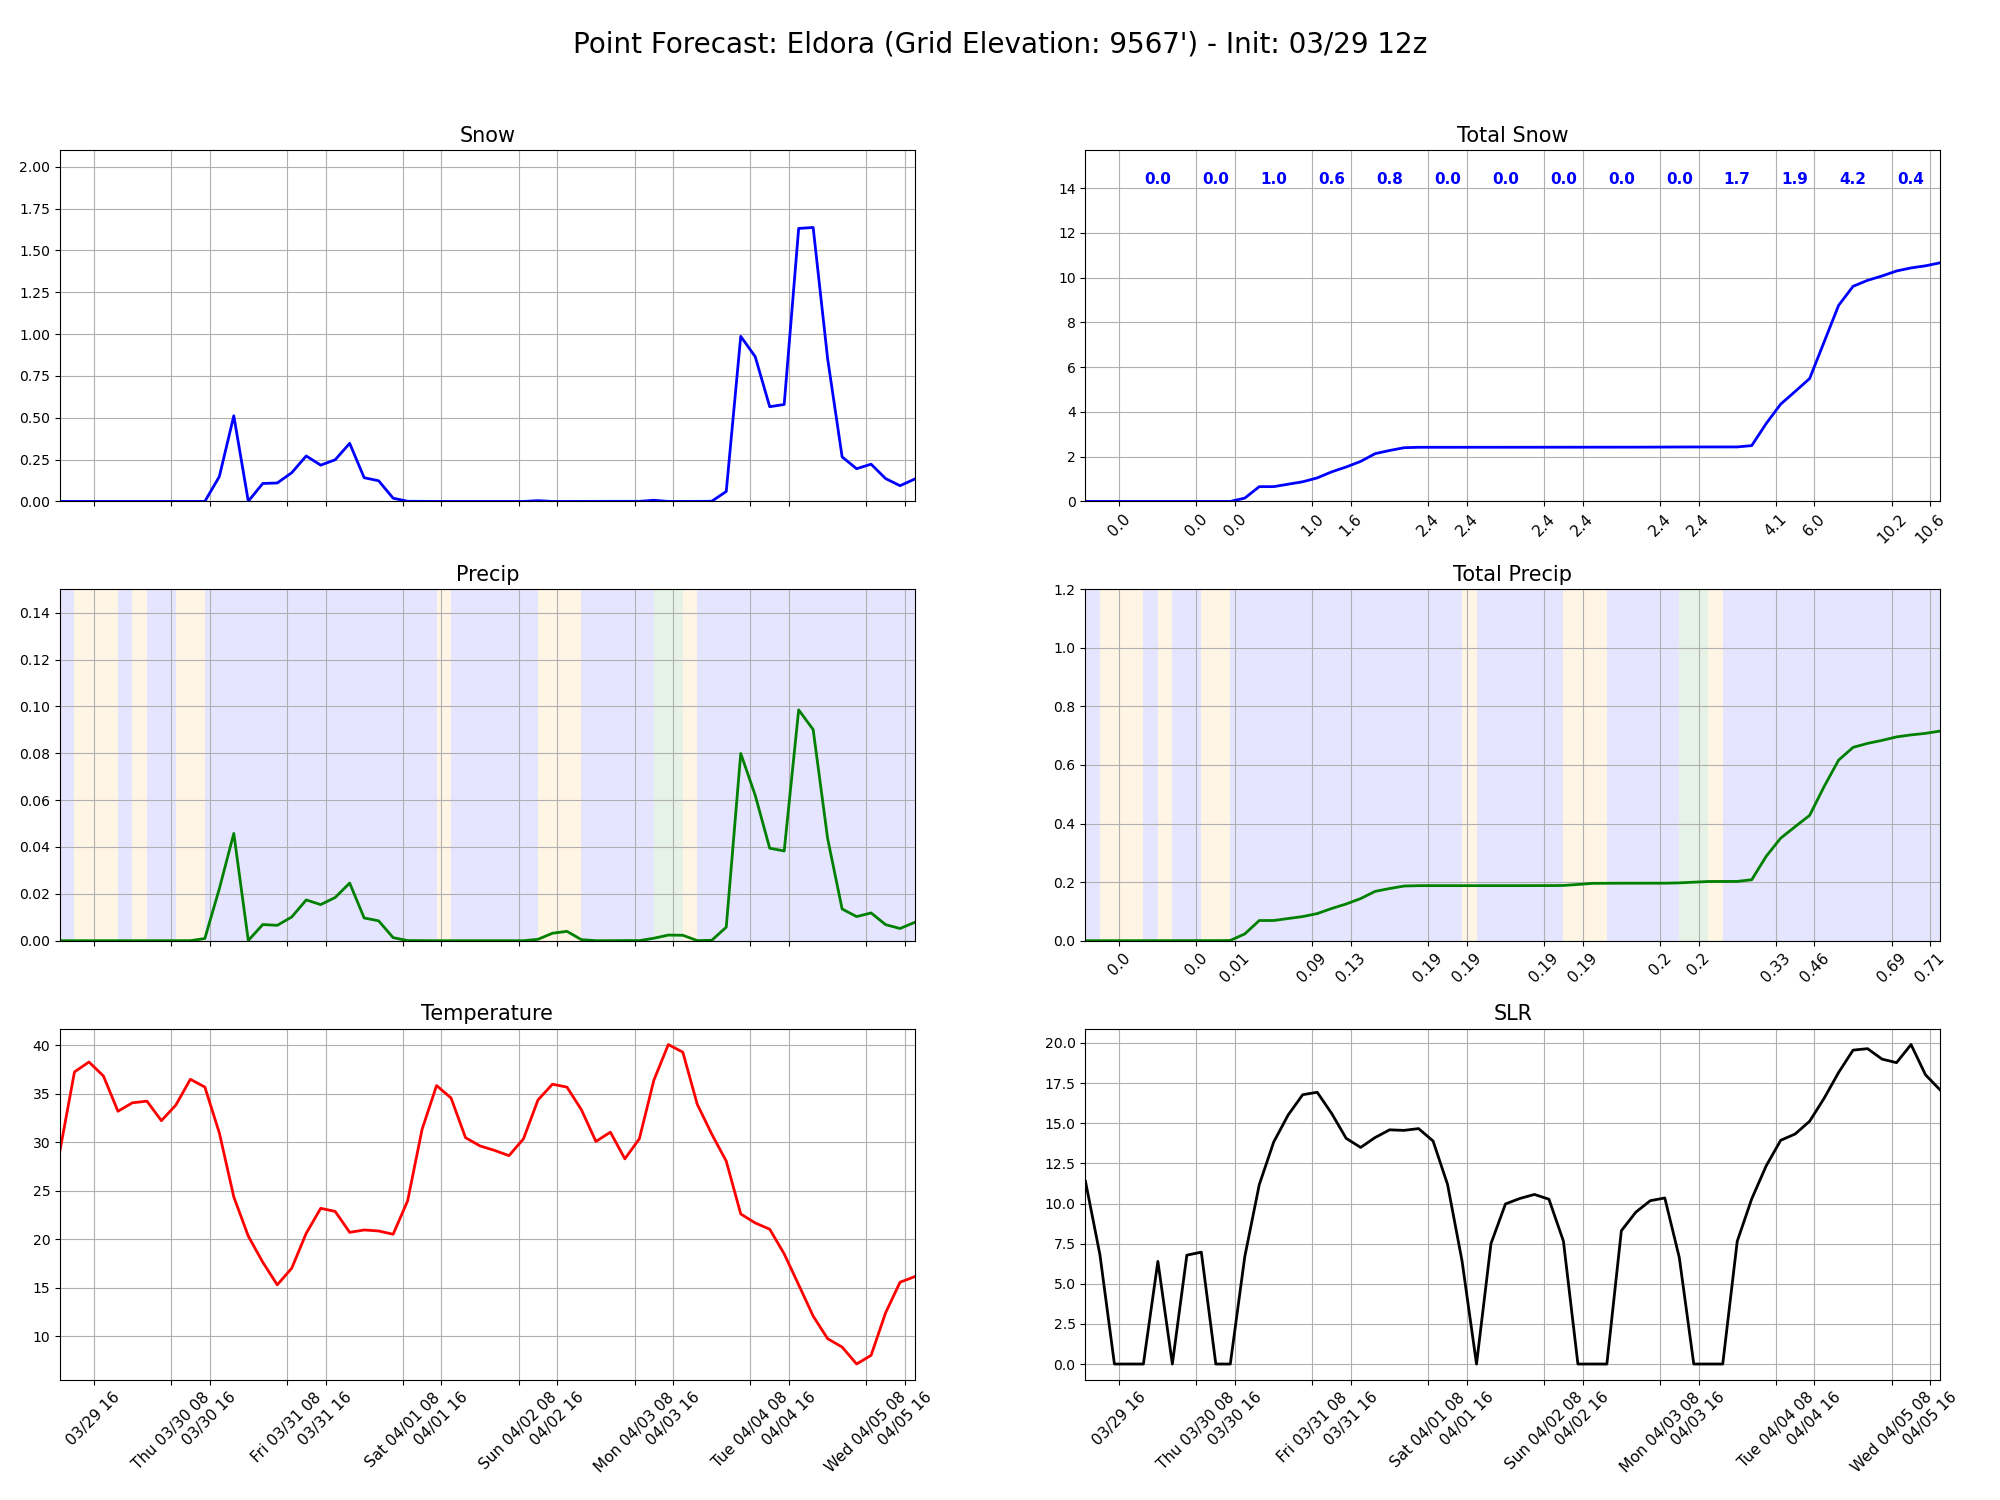 Point Forecast: Eldora (Grid Elevation: 9567') - Init: 03/29 12z
Snow
2.00
1.75
1.50
1.25
1.00
0.75
0.50
0.25
0.00
Total Snow
0.0 0.0 1.0 0.6 0.8 0.0 0.0 0.0 0.0 0.0 1.7 1.9 4.2 0.4
14
12
10
8
6
4
2
0
0.0 0.0 0.0 1.0 1.6 2.4 2.4 2.4 2.4 2.4 2.4 4.1 6.0 10.2 10.6
Precip
0.14
0.12
0.10
0.08
0.06
0.04
0.02
0.00
Total Precip
1.2
1.0
0.8
0.6
0.4
0.2
0.0
0.0 0.0 0.01 0.09 0.13 0.19 0.19 0.19 0.19 0.2 0.2 0.33 0.46 0.69 0.71
Temperature
40
35
30
25
20
15
10
03/29 16
Thu 03/30 08
03/30 16
Fri 03/31 08
03/31 16
Sat 04/01 08
04/01 16
Sun 04/02 08
04/02 16
Mon 04/03 08
04/03 16
Tue 04/04 08
04/04 16
Wed 04/05 08
04/05 16
SLR
20.0
17.5
15.0
12.5
10.0
7.5
5.0
2.5
0.0
03/29 16
Thu 03/30 08
03/30 16
Fri 03/31 08
03/31 16
Sat 04/01 08
04/01 16
Sun 04/02 08
04/02 16
Mon 04/03 08
04/03 16
Tue 04/04 08
04/04 16
Wed 04/05 08
04/05 16